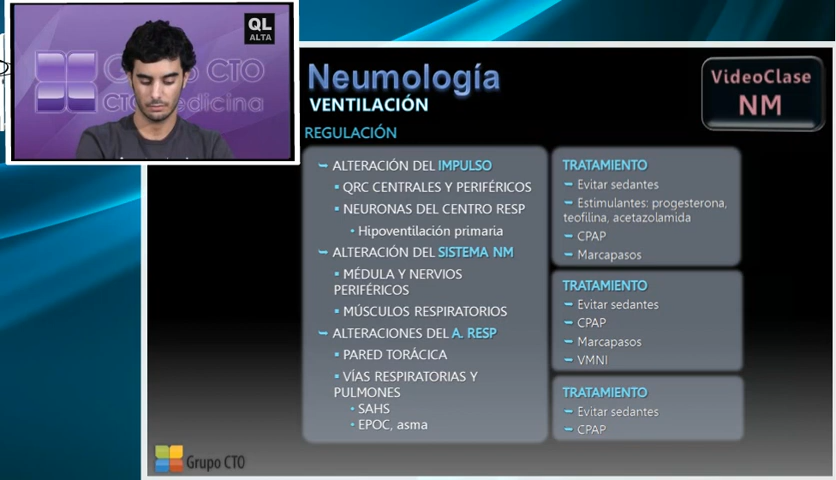 QL
ALTA
Grupo CTO
CTO Medicina
Neumología
VENTILACIÓN
VideoClase
NM
REGULACIÓN
ALTERACIÓN DEL IMPULSO
QRC CENTRALES Y PERIFÉRICOS
NEURONAS DEL CENTRO RESP
Hipoventilación primaria
ALTERACIÓN DEL SISTEMA NM
MÉDULA Y NERVIOS
PERIFÉRICOS
MÚSCULOS RESPIRATORIOS
ALTERACIONES DEL A. RESP
PARED TORÁCICA
VÍAS RESPIRATORIAS Y
PULMONES
SAHS
EPOC, asma
TRATAMIENTO
Evitar sedantes
Estimulantes: progesterona,
teofilina, acetazolamida
CPAP
Marcapasos
TRATAMIENTO
Evitar sedantes
CPAP
Marcapasos
VMNI
TRATAMIENTO
Evitar sedantes
CPAP
Grupo CTO